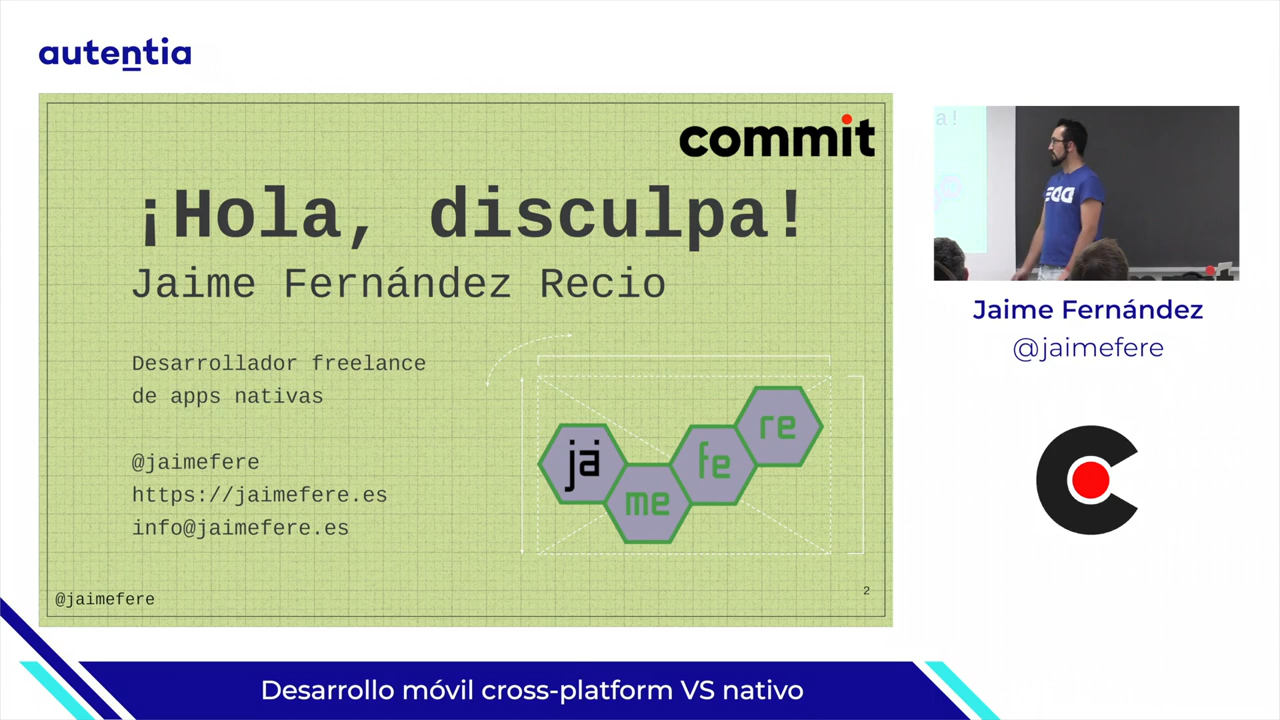 autentia
commit
¡Hola, disculpa!
Jaime Fernández Recio
Desarrollador freelance
de apps nativas
@jaimefere
https://jaimefere.es
info@jaimefere.es
ja
me
fe
re
@jaimefere
2
a!
Jaime Fernández
@jaimefere
Desarrollo móvil cross-platform VS nativo